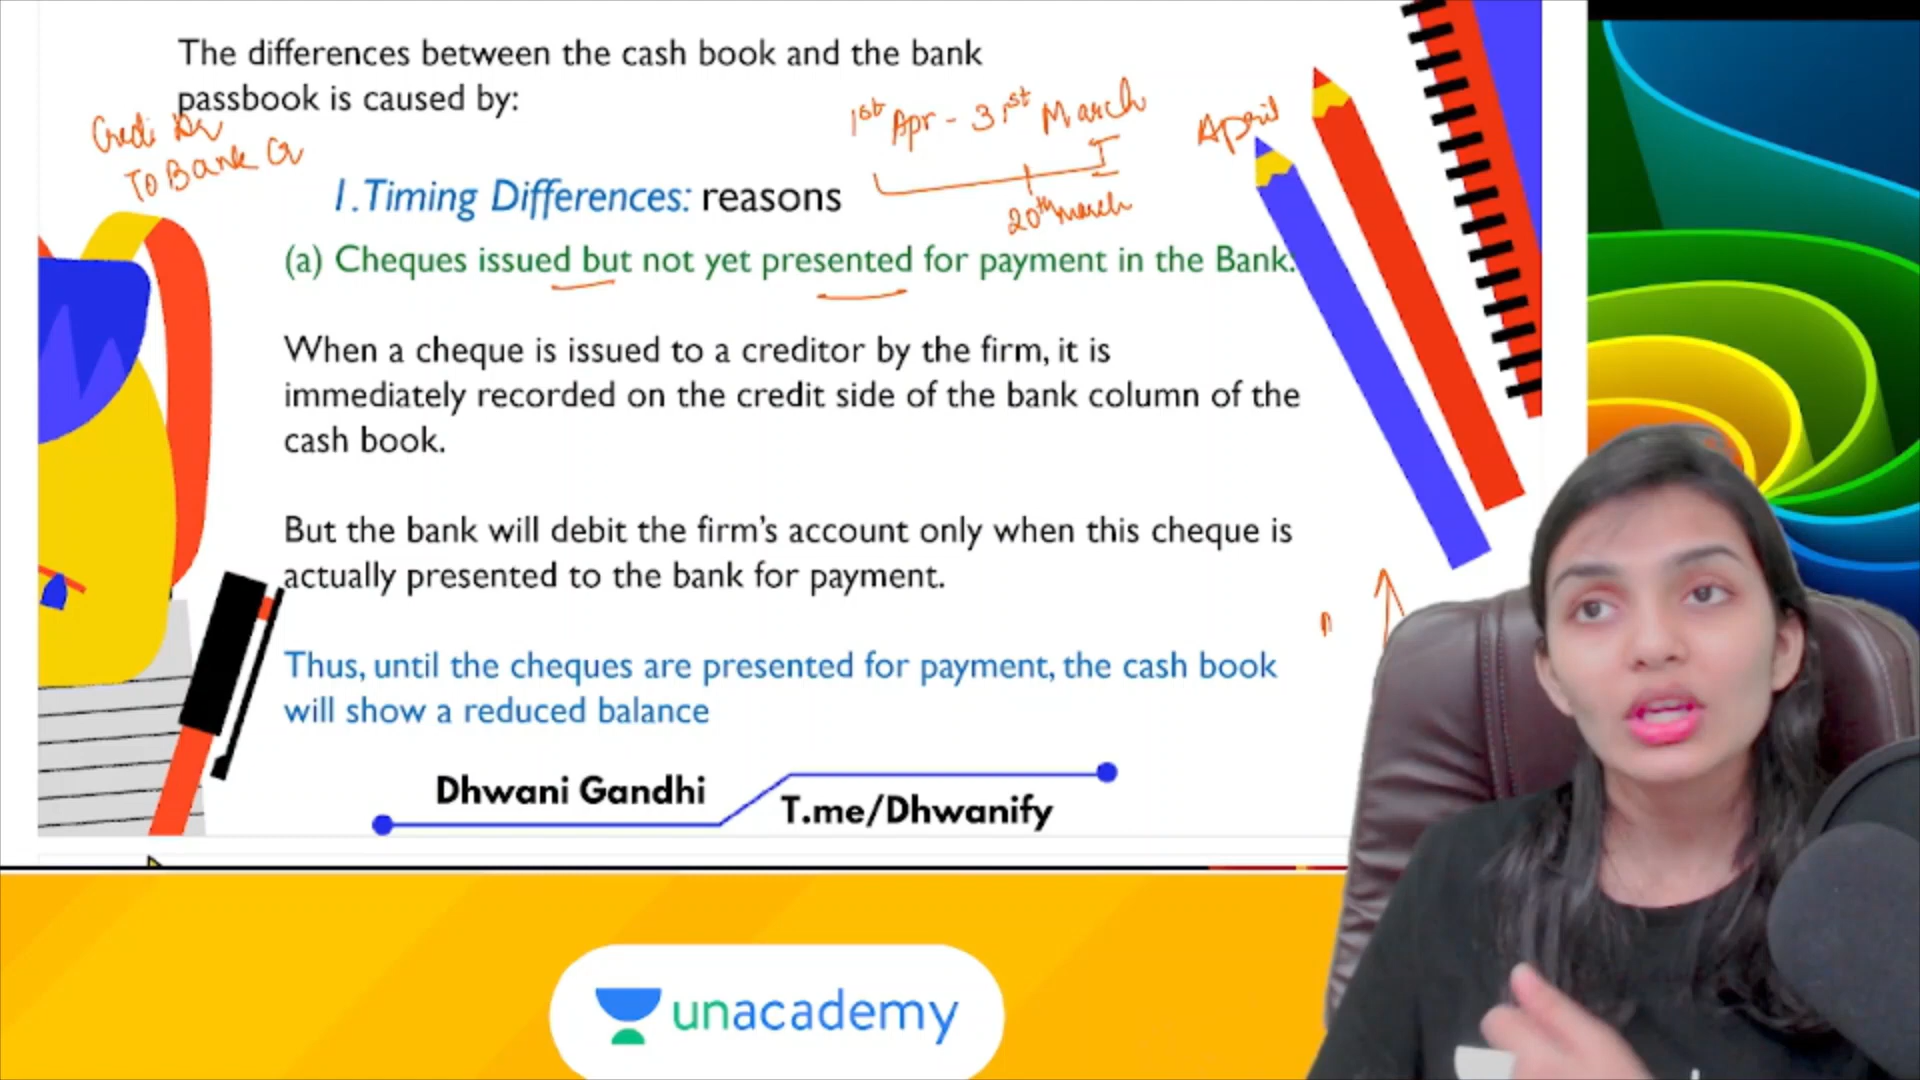 The differences between the cash book and the bank
passbook is caused by:
Credi Dr
To Bank Cr
1st Apr - 31st March
April
20th march
1.Timing Differences: reasons
(a) Cheques issued but not yet presented for payment in the Bank.
When a cheque is issued to a creditor by the firm, it is
immediately recorded on the credit side of the bank column of the
cash book.
But the bank will debit the firm's account only when this cheque is
actually presented to the bank for payment.
Thus, until the cheques are presented for payment, the cash book
will show a reduced balance
Dhwani Gandhi
T.me/Dhwanify
unacademy